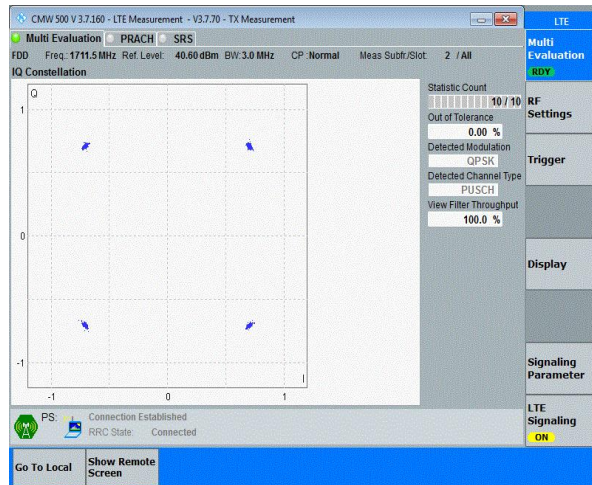 CMW 500 V 3.7.160 - LTE Measurement - V3.7.70 - TX Measurement
LTE
Multi Evaluation PRACH SRS
FDD Freq.: 1711.5 MHz Ref. Level: 40.60 dBm BW: 3.0 MHz CP :Normal Meas Subfr./Slot: 2 / All
Multi
Evaluation
RDY
IQ Constellation
Q
1
0
-1
I
-1 0 1
Statistic Count
10 / 10
Out of Tolerance
0.00 %
Detected Modulation
QPSK
Detected Channel Type
PUSCH
View Filter Throughput
100.0 %
RF
Settings
Trigger
Display
Signaling
Parameter
LTE
Signaling
ON
PS: Connection Established
RRC State: Connected
Go To Local
Show Remote
Screen